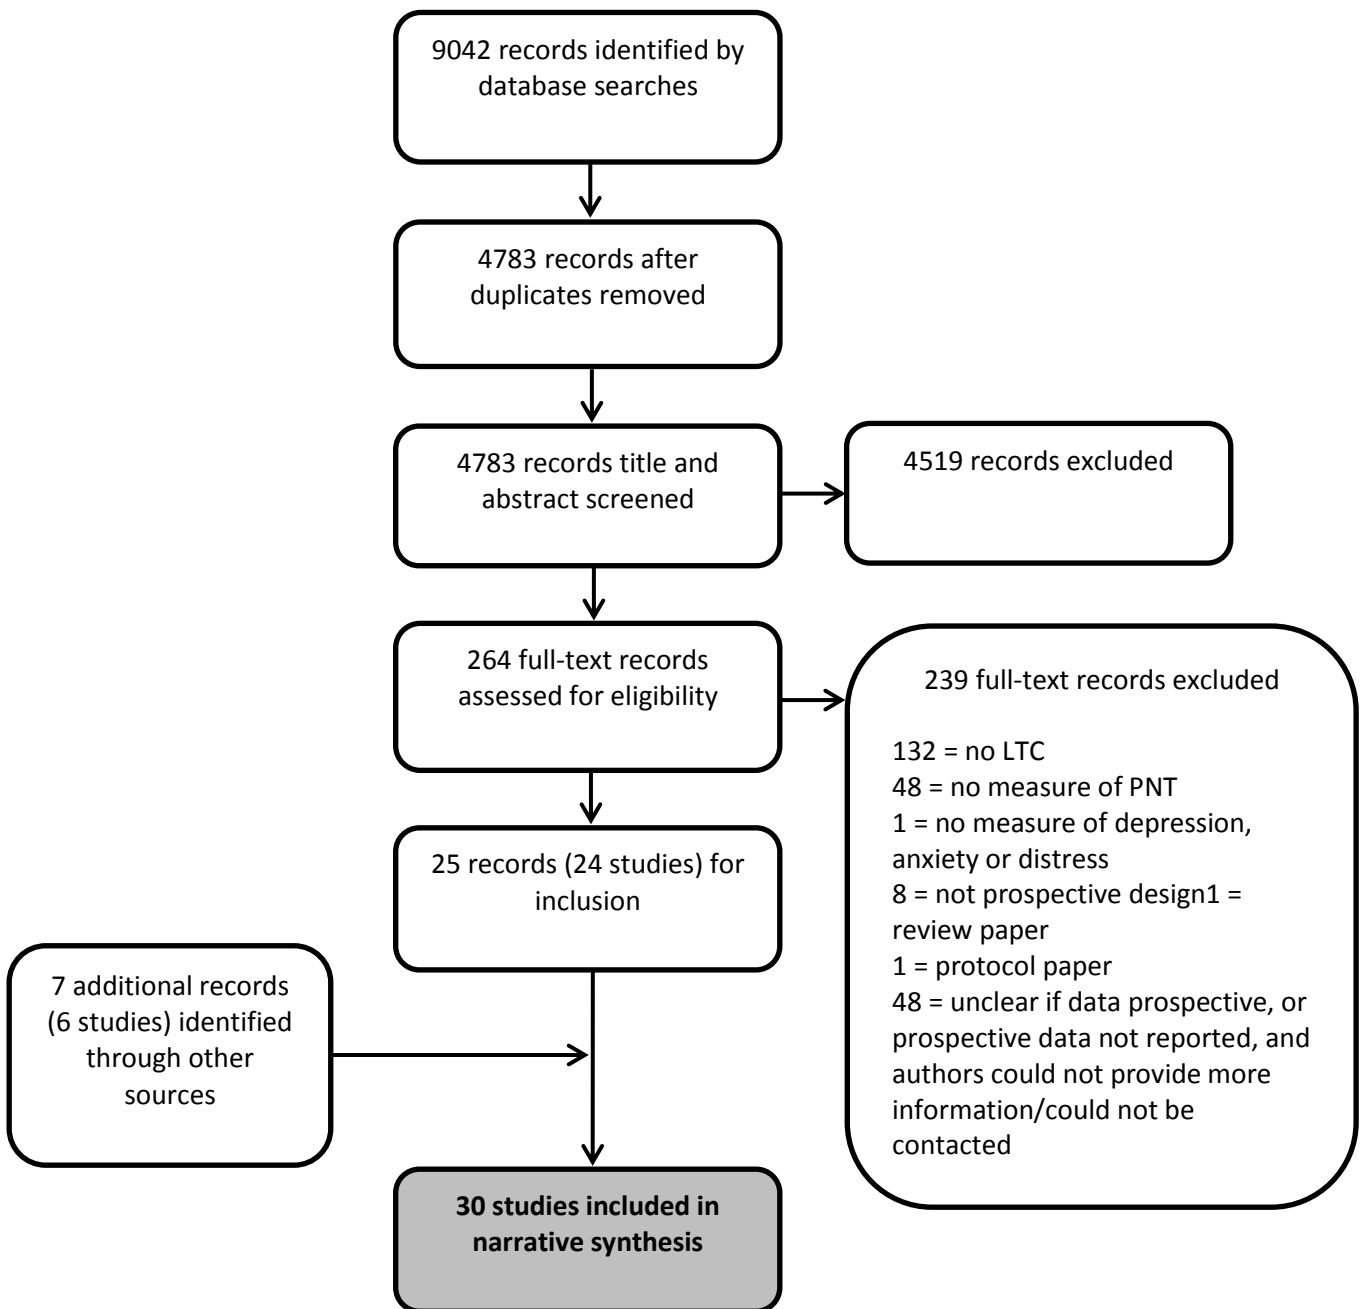 9042 records identified by
database searches
4783 records after
duplicates removed
4783 records title and
abstract screened
4519 records excluded
264 full-text records
assessed for eligibility
239 full-text records excluded
132 = no LTC
48 = no measure of PNT
1 = no measure of depression,
anxiety or distress
8 = not prospective design1 =
review paper
1 = protocol paper
48 = unclear if data prospective, or
prospective data not reported, and
authors could not provide more
information/could not be
contacted
25 records (24 studies) for
inclusion
7 additional records
(6 studies) identified
through other
sources
30 studies included in
narrative synthesis